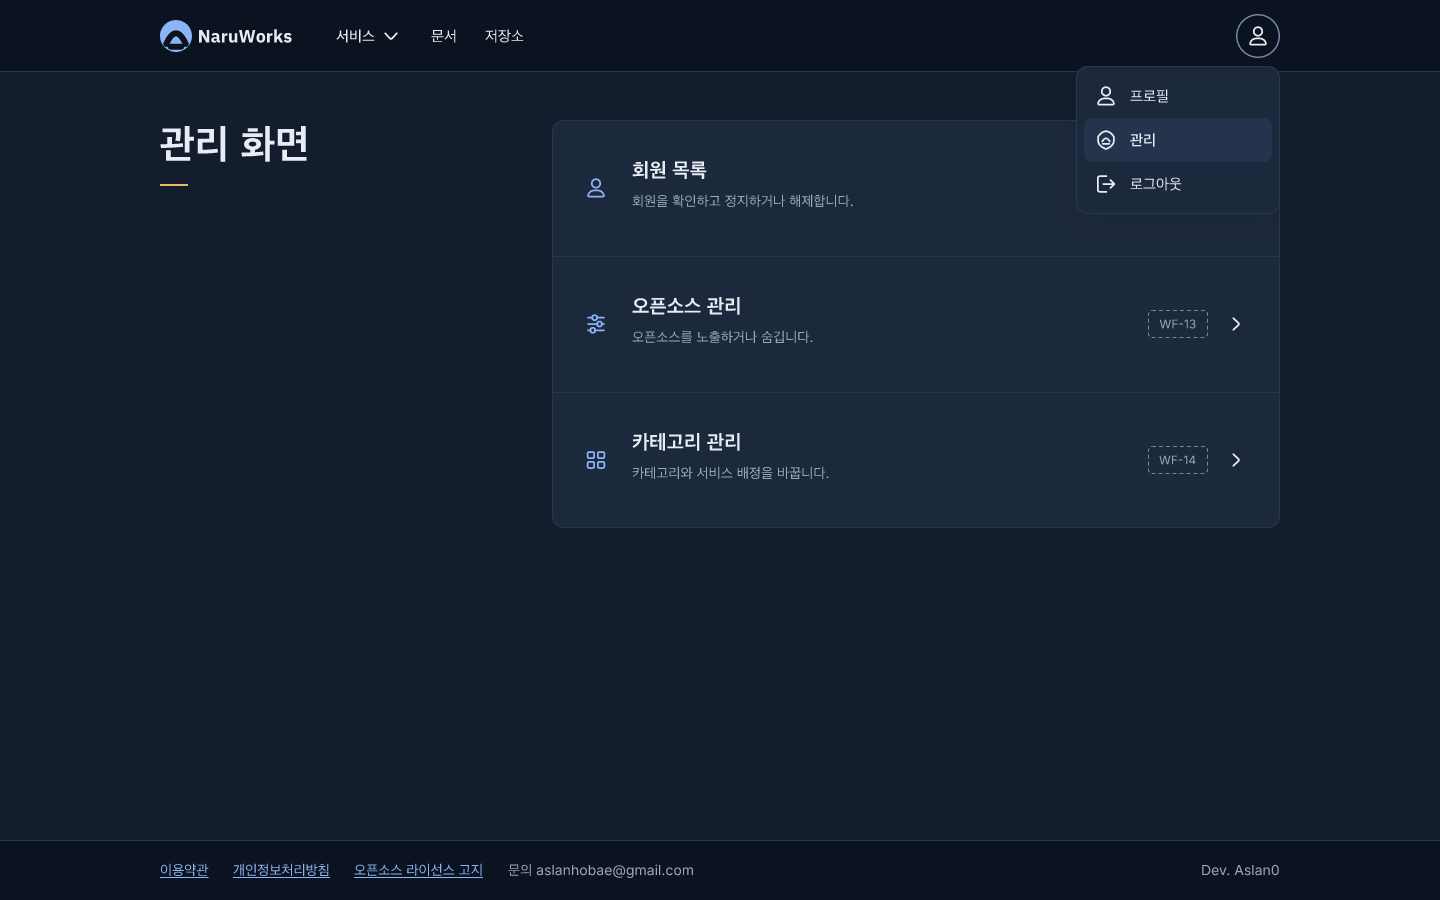 NaruWorks
서비스
문서
저장소
프로필
관리
로그아웃
관리 화면
회원 목록
회원을 확인하고 정지하거나 해제합니다.
오픈소스 관리
오픈소스를 노출하거나 숨깁니다.
WF-13
카테고리 관리
카테고리와 서비스 배정을 바꿉니다.
WF-14
이용약관
개인정보처리방침
오픈소스 라이선스 고지
문의 aslanhobae@gmail.com
Dev. Aslan0